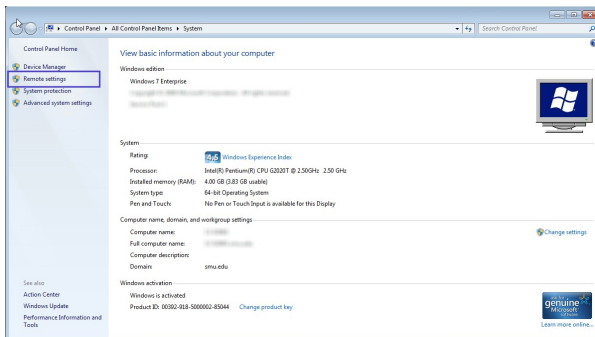 Control Panel ▸ All Control Panel Items ▸ System
Search Control Panel
Control Panel Home
Device Manager
Remote settings
System protection
Advanced system settings
See also
Action Center
Windows Update
Performance Information and
Tools
View basic information about your computer
Windows edition
Windows 7 Enterprise
System
Rating:
4.5 Windows Experience Index
Processor: Intel(R) Pentium(R) CPU G2020T @ 2.50GHz 2.50 GHz
Installed memory (RAM): 4.00 GB (3.83 GB usable)
System type: 64-bit Operating System
Pen and Touch: No Pen or Touch Input is available for this Display
Computer name, domain, and workgroup settings
Computer name:
Change settings
Full computer name:
Computer description:
Domain: smu.edu
Windows activation
Windows is activated
Product ID: 00392-918-5000002-85044 Change product key
ask for
genuine
Microsoft
software
Learn more online...